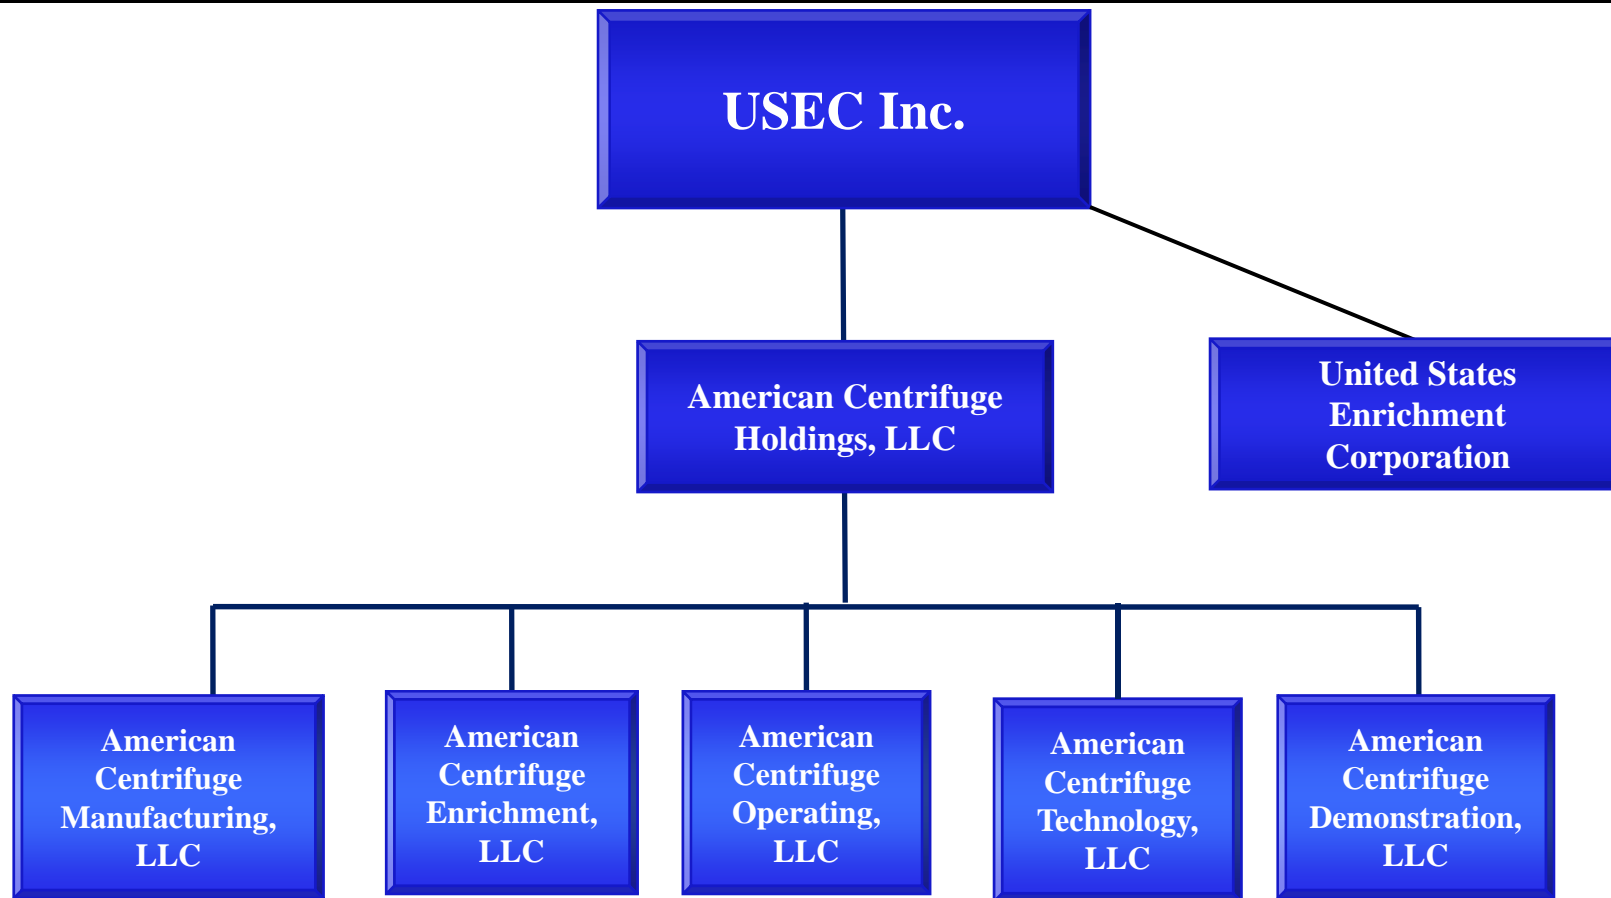 USEC Inc.
American Centrifuge
Holdings, LLC
United States
Enrichment
Corporation
American
Centrifuge
Manufacturing,
LLC
American
Centrifuge
Enrichment,
LLC
American
Centrifuge
Operating,
LLC
American
Centrifuge
Technology,
LLC
American
Centrifuge
Demonstration,
LLC